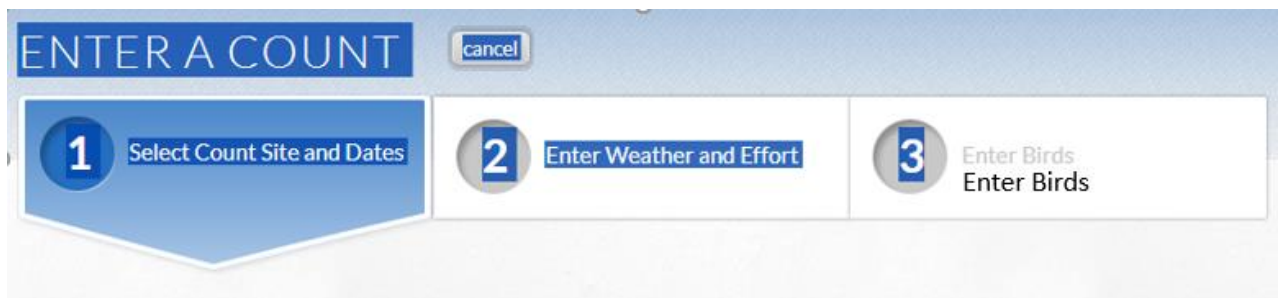 ENTER A COUNT cancel
1 Select Count Site and Dates 2 Enter Weather and Effort 3 Enter Birds
Enter Birds